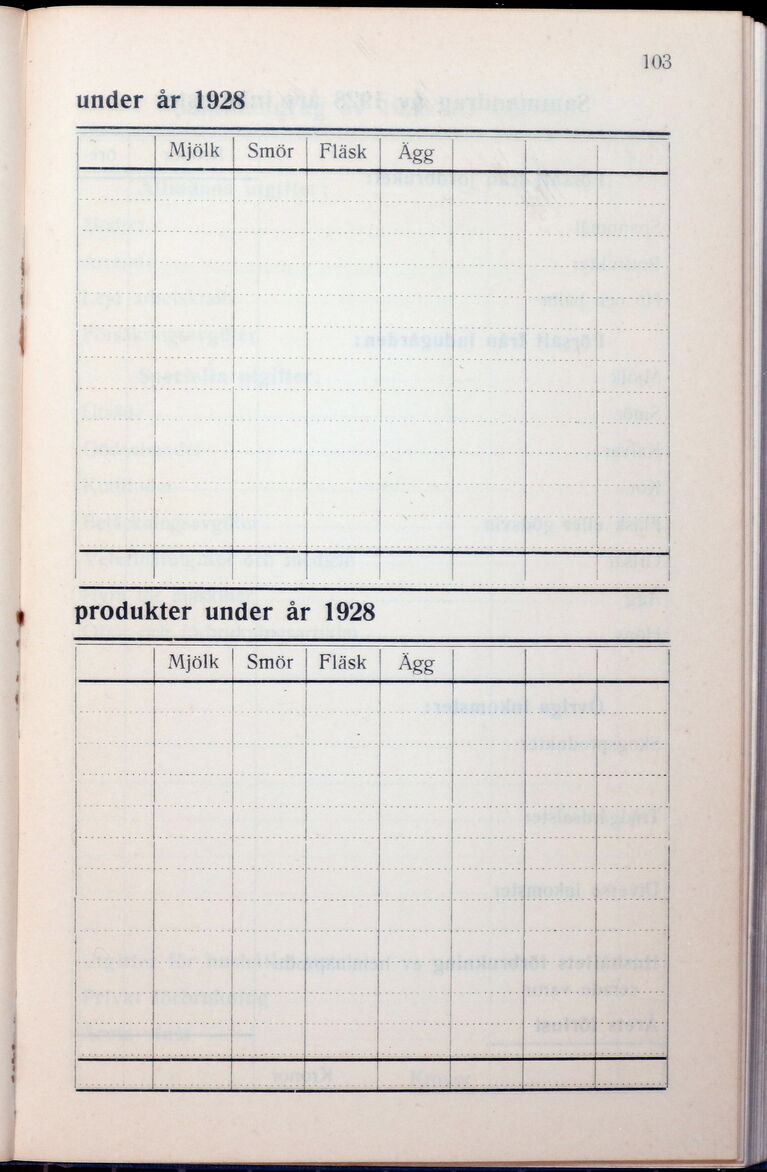 103
under år 1928
Mjölk Smör Fläsk Ägg
produkter under år 1928
Mjölk Smör Fläsk Ägg